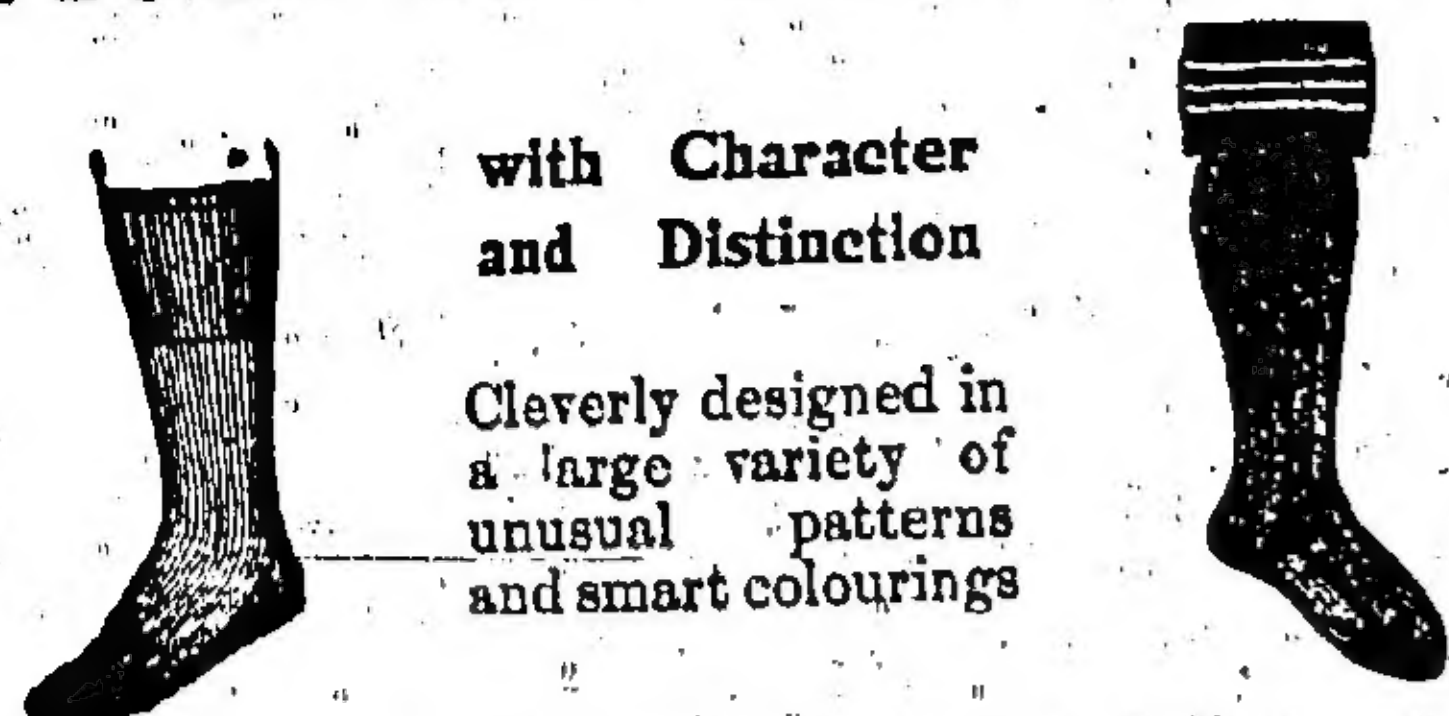 with Character
and Distinction
Cleverly designed in
a large variety of
unusual patterns
and smart colourings